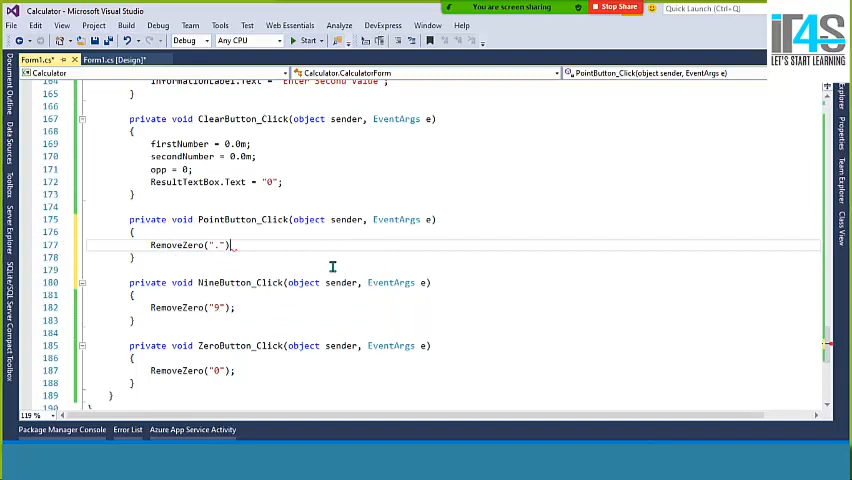 Calculator - Microsoft Visual Studio
You are screen sharing
Stop Share
Quick Launch (Ctrl+Q)
File Edit View Project Build Debug Team Tools Test Web Essentials Analyze DevExpress Window Help
Debug Any CPU Start
IT4S
LET'S START LEARNING
Form1.cs* Form1.cs [Design]*
Calculator Calculator.CalculatorForm PointButton_Click(object sender, EventArgs e)
164 InformationLabel.Text = "Enter Second Value";
165 }
166
167 private void ClearButton_Click(object sender, EventArgs e)
168 {
169 firstNumber = 0.0m;
170 secondNumber = 0.0m;
171 opp = 0;
172 ResultTextBox.Text = "0";
173 }
174
175 private void PointButton_Click(object sender, EventArgs e)
176 {
177 RemoveZero(".")
178 }
179
180 private void NineButton_Click(object sender, EventArgs e)
181 {
182 RemoveZero("9");
183 }
184
185 private void ZeroButton_Click(object sender, EventArgs e)
186 {
187 RemoveZero("0");
188 }
189 }
190 }
119 %
Package Manager Console Error List Azure App Service Activity
Document Outline
Data Sources
Toolbox
Server Explorer
SQLite/SQL Server Compact Toolbox
Explorer
Properties
Team Explorer
Class View